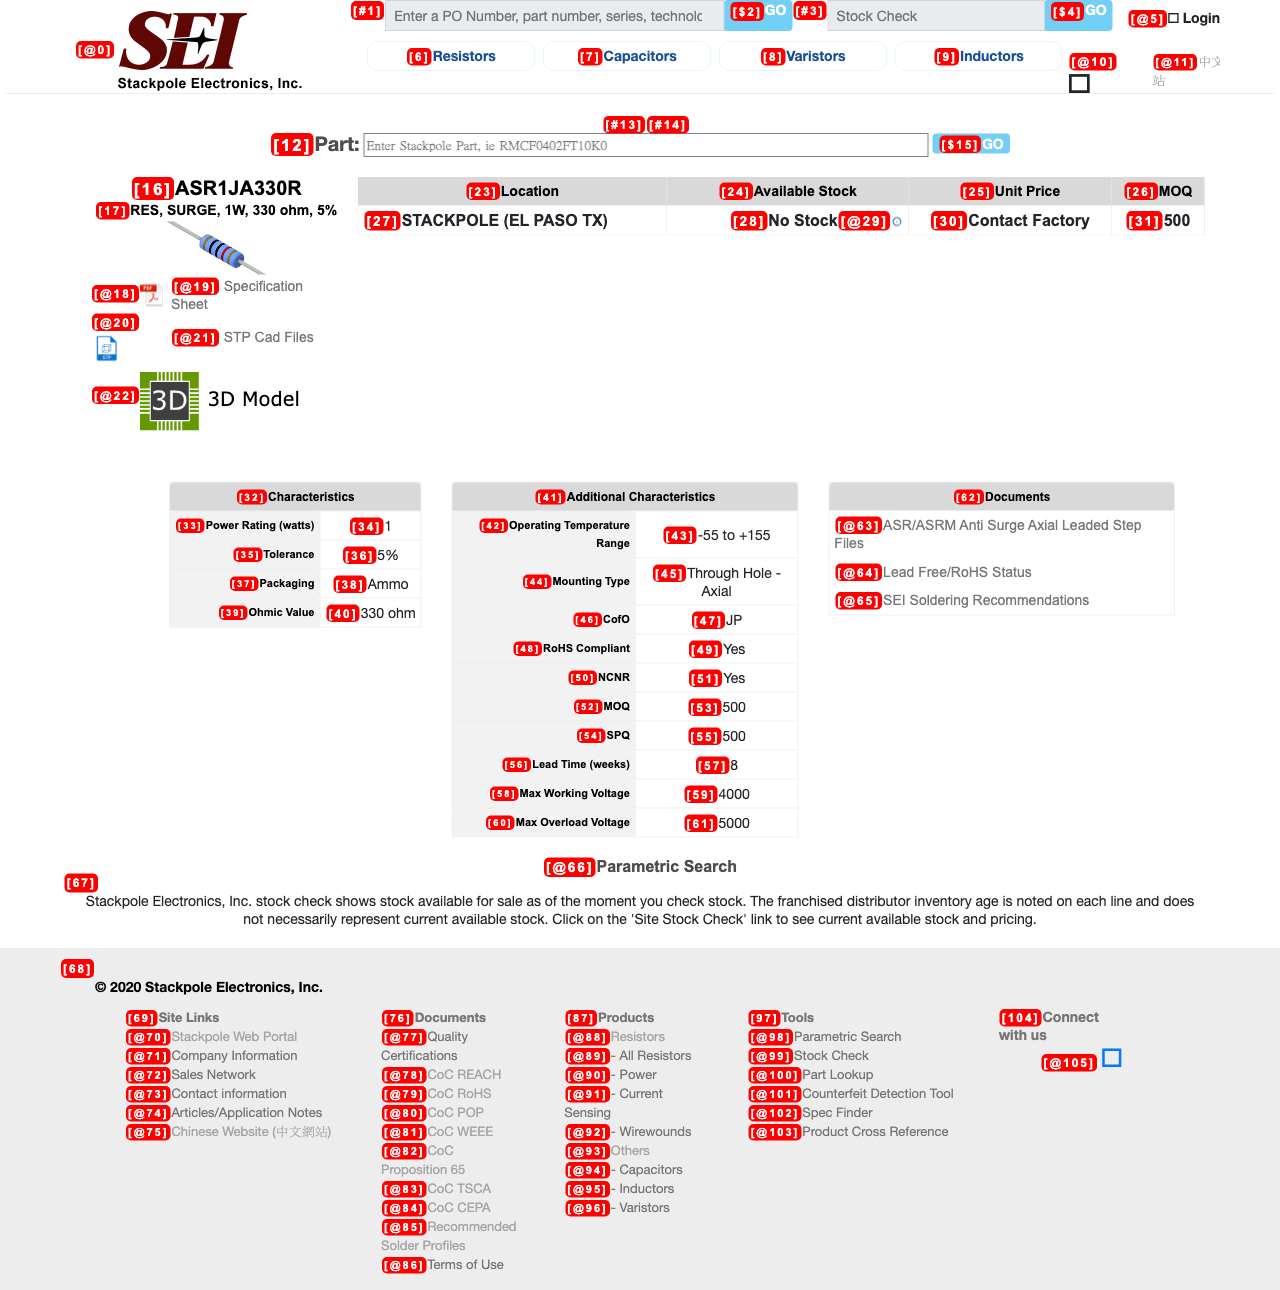 SEI
Stackpole Electronics, Inc.
[@0]
[#1] Enter a PO Number, part number, series, technolo [$2] GO [#3] Stock Check [$4] GO [@5] Login
[6] Resistors [7] Capacitors [8] Varistors [9] Inductors [@10] [@11] 中文
站
[#13] [#14]
[12] Part: Enter Stackpole Part, ie RMCF0402FT10K0 [$15] GO
[16] ASR1JA330R
[17] RES, SURGE, 1W, 330 ohm, 5%
[@18] PDF [@19] Specification
Sheet
[@20] STP [@21] STP Cad Files
[@22] 3D 3D Model
[23] Location [24] Available Stock [25] Unit Price [26] MOQ
[27] STACKPOLE (EL PASO TX) [28] No Stock [@29] [30] Contact Factory [31] 500
[32] Characteristics
[33] Power Rating (watts) [34] 1
[35] Tolerance [36] 5%
[37] Packaging [38] Ammo
[39] Ohmic Value [40] 330 ohm
[41] Additional Characteristics
[42] Operating Temperature
Range [43] -55 to +155
[44] Mounting Type [45] Through Hole -
Axial
[46] CofO [47] JP
[48] RoHS Compliant [49] Yes
[50] NCNR [51] Yes
[52] MOQ [53] 500
[54] SPQ [55] 500
[56] Lead Time (weeks) [57] 8
[58] Max Working Voltage [59] 4000
[60] Max Overload Voltage [61] 5000
[62] Documents
[@63] ASR/ASRM Anti Surge Axial Leaded Step
Files
[@64] Lead Free/RoHS Status
[@65] SEI Soldering Recommendations
[@66] Parametric Search
[67]
Stackpole Electronics, Inc. stock check shows stock available for sale as of the moment you check stock. The franchised distributor inventory age is noted on each line and does
not necessarily represent current available stock. Click on the 'Site Stock Check' link to see current available stock and pricing.
[68]
© 2020 Stackpole Electronics, Inc.
[69] Site Links
[@70] Stackpole Web Portal
[@71] Company Information
[@72] Sales Network
[@73] Contact information
[@74] Articles/Application Notes
[@75] Chinese Website (中文網站)
[76] Documents
[@77] Quality
Certifications
[@78] CoC REACH
[@79] CoC RoHS
[@80] CoC POP
[@81] CoC WEEE
[@82] CoC
Proposition 65
[@83] CoC TSCA
[@84] CoC CEPA
[@85] Recommended
Solder Profiles
[@86] Terms of Use
[87] Products
[@88] Resistors
[@89] - All Resistors
[@90] - Power
[@91] - Current
Sensing
[@92] - Wirewounds
[@93] Others
[@94] - Capacitors
[@95] - Inductors
[@96] - Varistors
[97] Tools
[@98] Parametric Search
[@99] Stock Check
[@100] Part Lookup
[@101] Counterfeit Detection Tool
[@102] Spec Finder
[@103] Product Cross Reference
[104] Connect
with us
[@105]